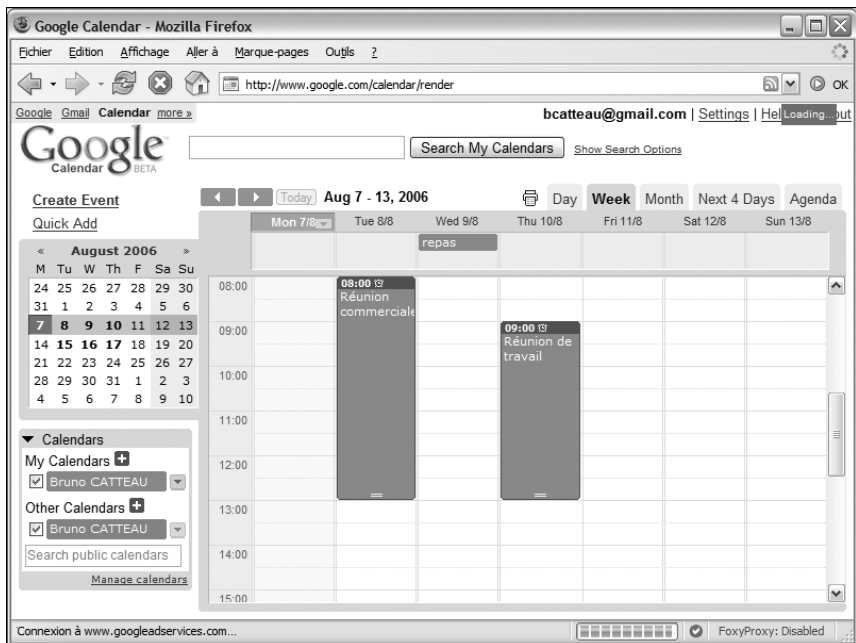 Google Calendar - Mozilla Firefox
Fichier Edition Affichage Aller à Marque-pages Outils ?
http://www.google.com/calendar/render OK
Google Gmail Calendar more »
bcatteau@gmail.com | Settings | Hel Loading... out
Google
Calendar BETA
Search My Calendars Show Search Options
Create Event
Quick Add
Today Aug 7 - 13, 2006 Day Week Month Next 4 Days Agenda
Mon 7/8 Tue 8/8 Wed 9/8 Thu 10/8 Fri 11/8 Sat 12/8 Sun 13/8
repas
« August 2006 »
M Tu W Th F Sa Su
24 25 26 27 28 29 30
31 1 2 3 4 5 6
7 8 9 10 11 12 13
14 15 16 17 18 19 20
21 22 23 24 25 26 27
28 29 30 31 1 2 3
4 5 6 7 8 9 10
Calendars
My Calendars
Bruno CATTEAU
Other Calendars
Bruno CATTEAU
Search public calendars
Manage calendars
08:00
09:00
10:00
11:00
12:00
13:00
14:00
15:00
08:00
Réunion
commerciale
09:00
Réunion de
travail
Connexion à www.googleadservices.com... FoxyProxy: Disabled